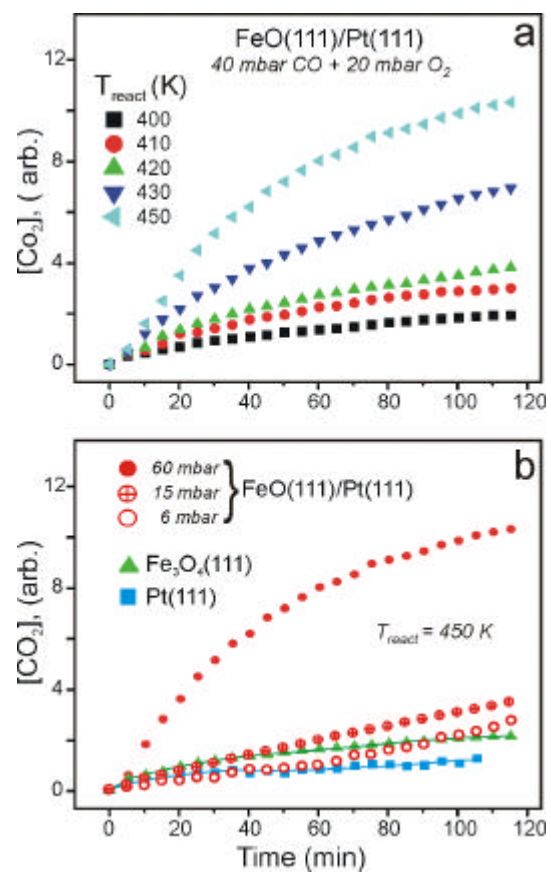 a
FeO(111)/Pt(111)
40 mbar CO + 20 mbar O₂
T_react (K)
400
410
420
430
450
[Co₂], ( arb.)
12
8
4
0
0 20 40 60 80 100 120
b
60 mbar
15 mbar } FeO(111)/Pt(111)
6 mbar
Fe₃O₄(111)
Pt(111)
T_react = 450 K
[CO₂], (arb.)
12
8
4
0
0 20 40 60 80 100 120
Time (min)